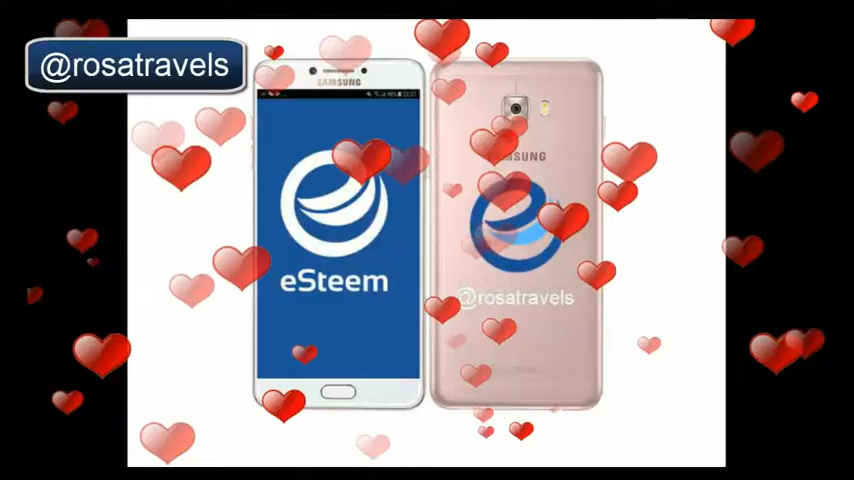 @rosatravels
SAMSUNG
SAMSUNG
eSteem
@rosatravels